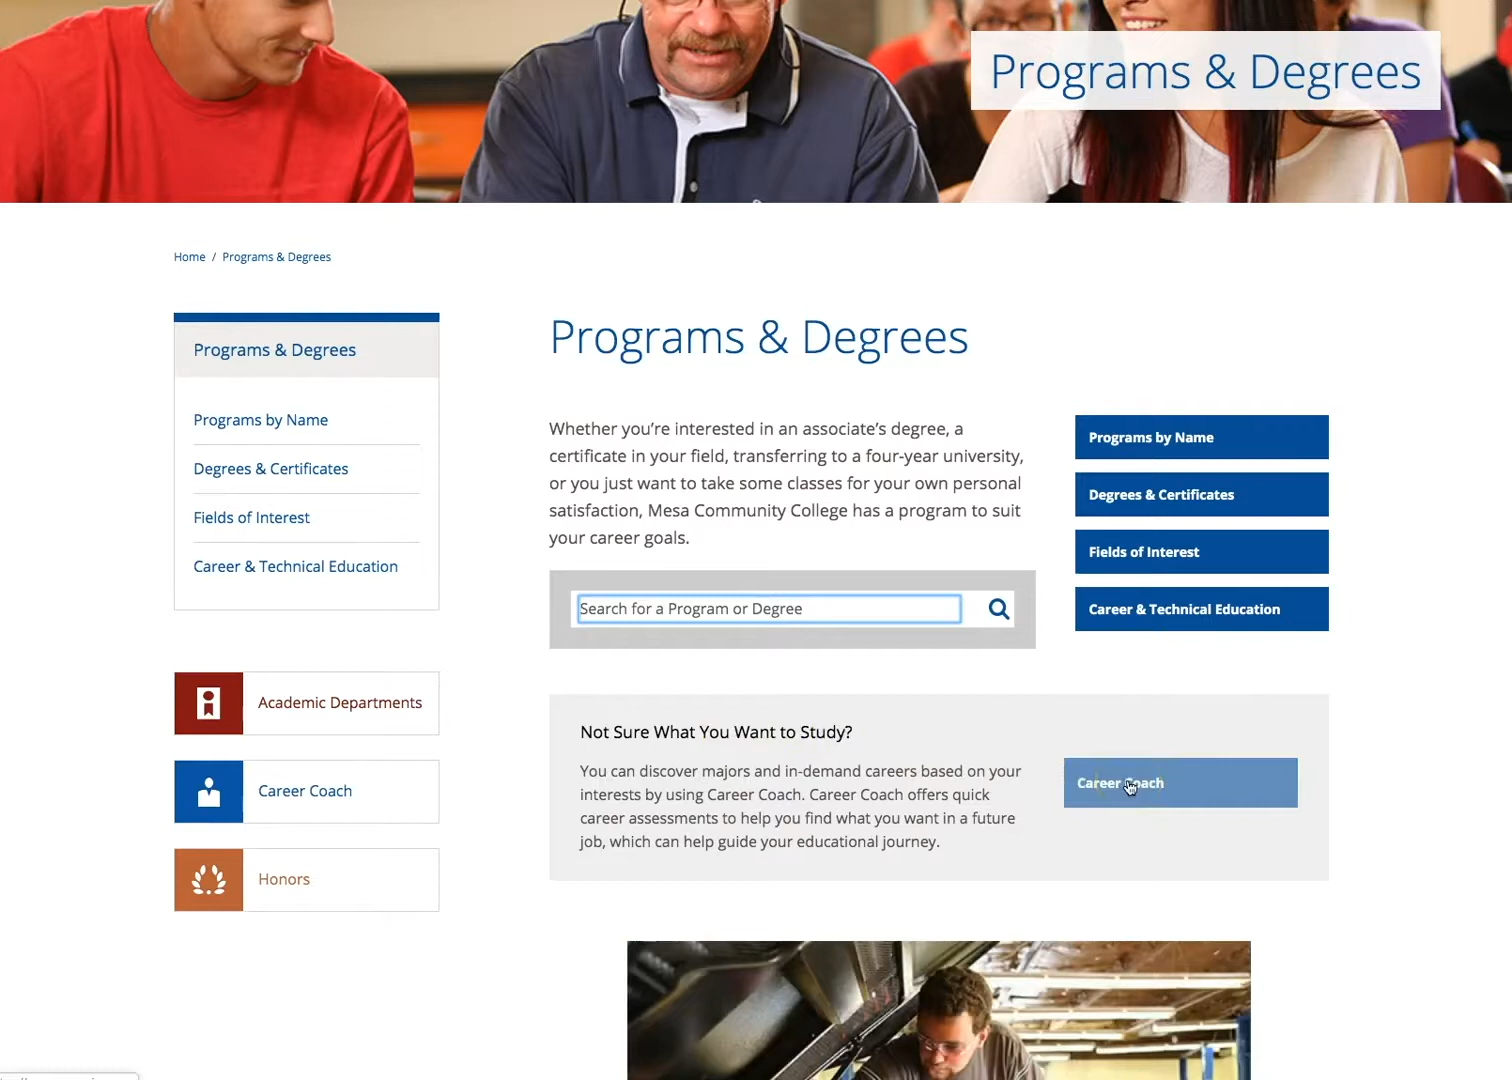 Programs & Degrees
Home / Programs & Degrees
Programs & Degrees
Programs by Name
Degrees & Certificates
Fields of Interest
Career & Technical Education
Academic Departments
Career Coach
Honors
Programs & Degrees
Whether you’re interested in an associate’s degree, a
certificate in your field, transferring to a four-year university,
or you just want to take some classes for your own personal
satisfaction, Mesa Community College has a program to suit
your career goals.
Search for a Program or Degree
Programs by Name
Degrees & Certificates
Fields of Interest
Career & Technical Education
Not Sure What You Want to Study?
You can discover majors and in-demand careers based on your
interests by using Career Coach. Career Coach offers quick
career assessments to help you find what you want in a future
job, which can help guide your educational journey.
Career Coach